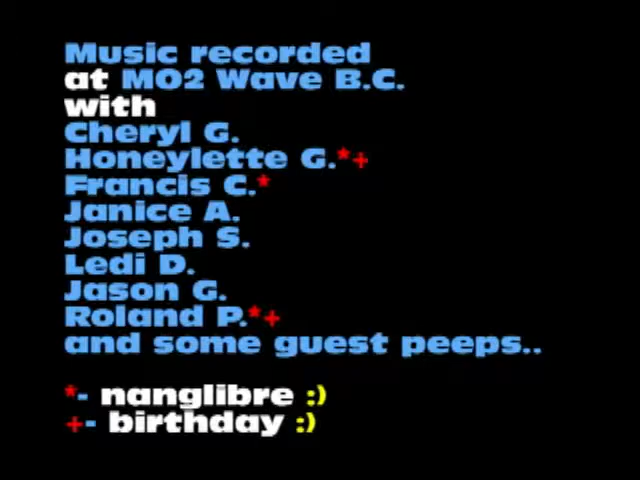 Music recorded
at MO2 Wave B.C.
with
Cheryl G.
Honeylette G.*+
Francis C.*
Janice A.
Joseph S.
Ledi D.
Jason G.
Roland P.*+
and some guest peeps..
*- nanglibre :)
+- birthday :)